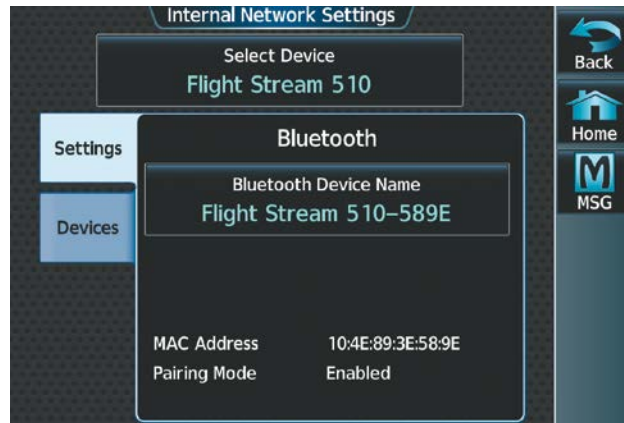 Internal Network Settings
Select Device
Flight Stream 510
Back
Home
MSG
Settings
Devices
Bluetooth
Bluetooth Device Name
Flight Stream 510-589E
MAC Address 10:4E:89:3E:58:9E
Pairing Mode Enabled